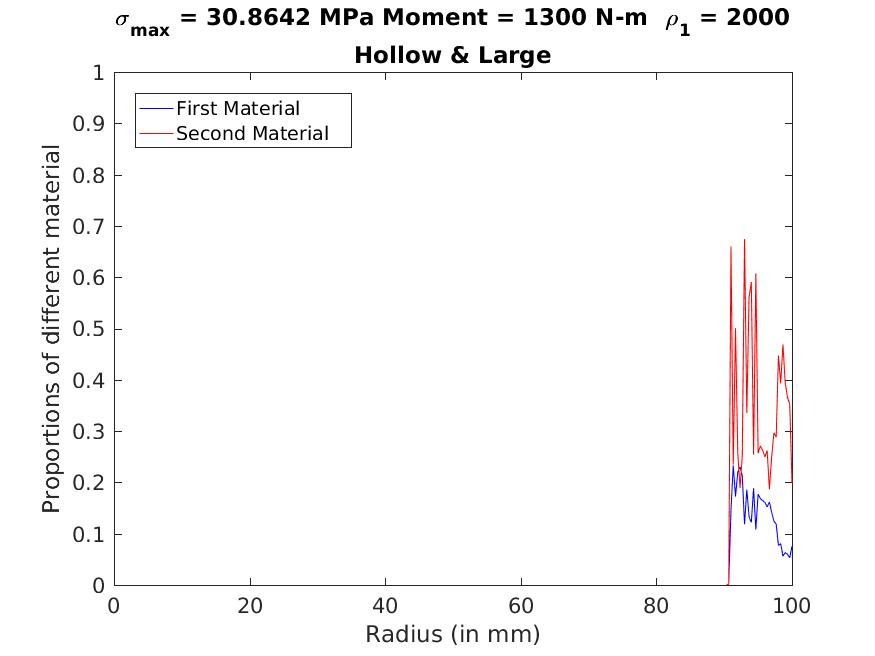 σmax = 30.8642 MPa Moment = 1300 N-m ρ1 = 2000
Hollow & Large
First Material
Second Material
Proportions of different material
1
0.9
0.8
0.7
0.6
0.5
0.4
0.3
0.2
0.1
0
0 20 40 60 80 100
Radius (in mm)